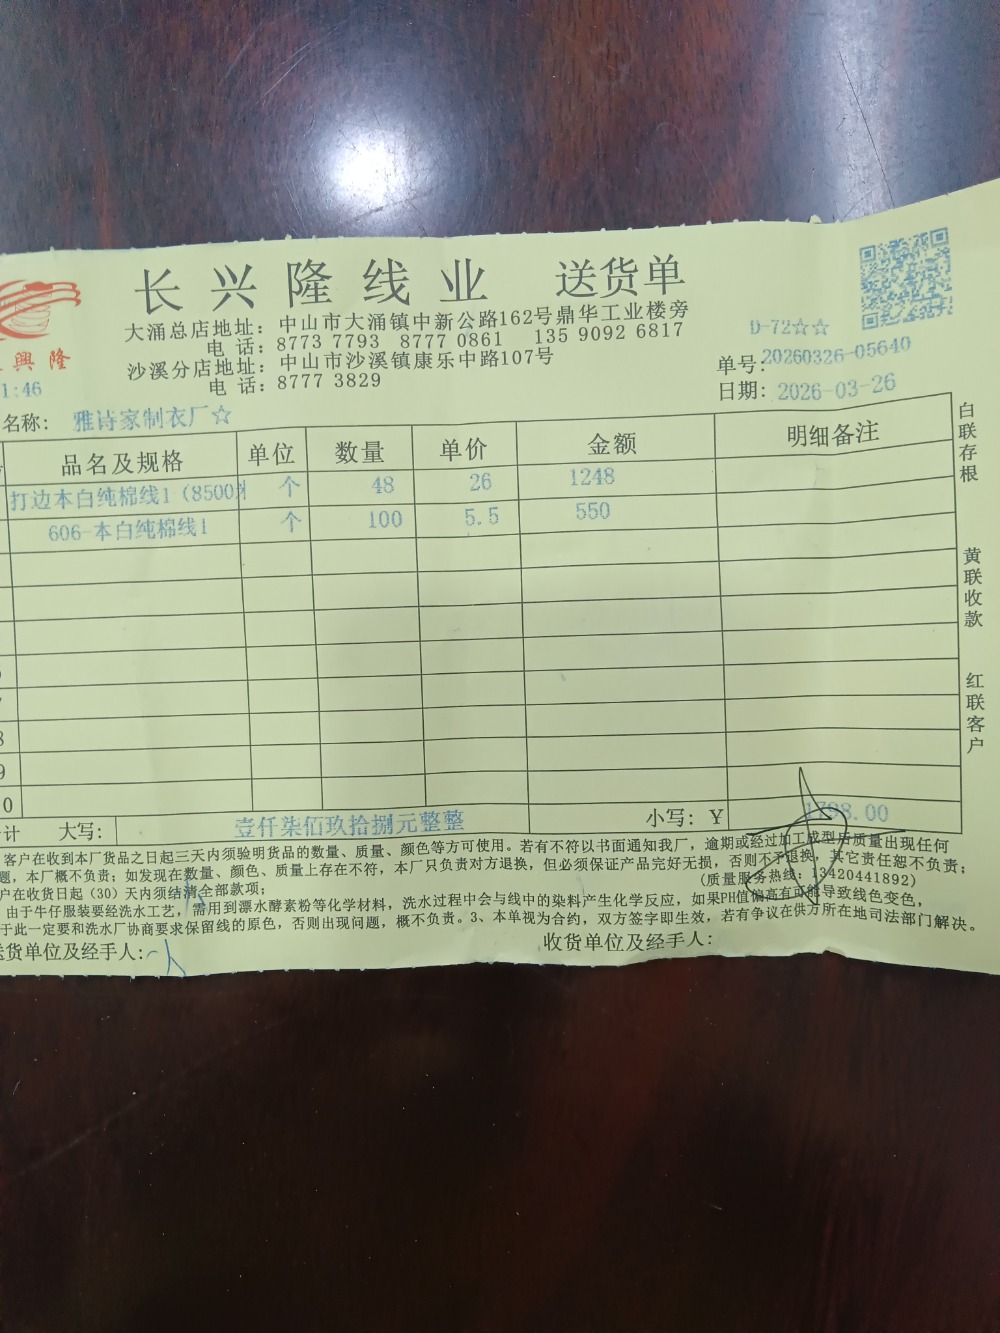 长兴隆线业 送货单
大涌总店地址：中山市大涌镇中新公路162号鼎华工业楼旁
电 话：8773 7793 8777 0861 135 9092 6817
沙溪分店地址：中山市沙溪镇康乐中路107号
电 话：8777 3829
興隆
1:46
D-72☆☆
单号：20260326-05640
日期：2026-03-26
名称：雅诗家制衣厂☆
品名及规格 单位 数量 单价 金额 明细备注
打边本白纯棉线1（8500 个 48 26 1248
606-本白纯棉线1 个 100 5.5 550
8
9
0
计 大写：壹仟柒佰玖拾捌元整整 小写：Y 1798.00
客户在收到本厂货品之日起三天内须验明货品的数量、质量、颜色等方可使用。若有不符以书面通知我厂，逾期或经过加工成型后质量出现任何
题，本厂概不负责；如发现在数量、颜色、质量上存在不符，本厂只负责对方退换，但必须保证产品完好无损，否则不予退换，其它责任恕不负责；
户在收货日起（30）天内须结清全部款项； （质量服务热线：13420441892）
由于牛仔服装要经洗水工艺，需用到漂水酵素粉等化学材料，洗水过程中会与线中的染料产生化学反应，如果PH值偏高有可能导致线色变色，
于此一定要和洗水厂协商要求保留线的原色，否则出现问题，概不负责。3、本单视为合约，双方签字即生效，若有争议在供方所在地司法部门解决。
送货单位及经手人： 收货单位及经手人：
白联存根
黄联收款
红联客户